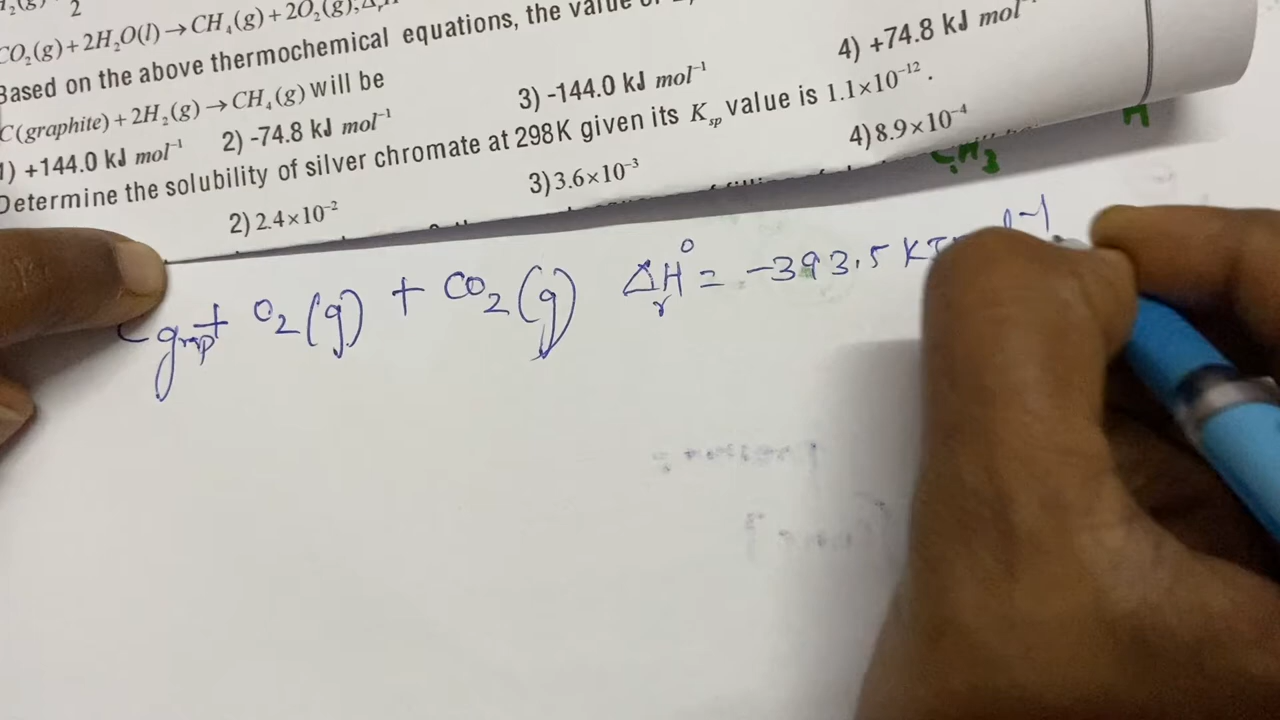 2
CO₂(g)+2H₂O(l)→CH₄(g)+2O₂(g);
Based on the above thermochemical equations, the value
C(graphite)+2H₂(g)→CH₄(g) will be
1) +144.0 kJ mol⁻¹ 2) -74.8 kJ mol⁻¹ 3) -144.0 kJ mol⁻¹ 4) +74.8 kJ mol
Determine the solubility of silver chromate at 298K given its Ksp value is 1.1×10⁻¹².
2) 2.4×10⁻² 3) 3.6×10⁻³ 4) 8.9×10⁻⁴
H
CH₃
C grap + O₂(g) + CO₂(g) ΔrH° = -393.5 KJ